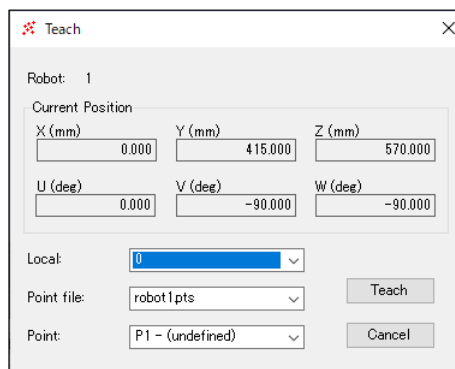 Teach
Robot: 1
Current Position
X (mm) Y (mm) Z (mm)
0.000 415.000 570.000
U (deg) V (deg) W (deg)
0.000 -90.000 -90.000
Local: 0
Point file: robot1.pts Teach
Point: P1 - (undefined) Cancel